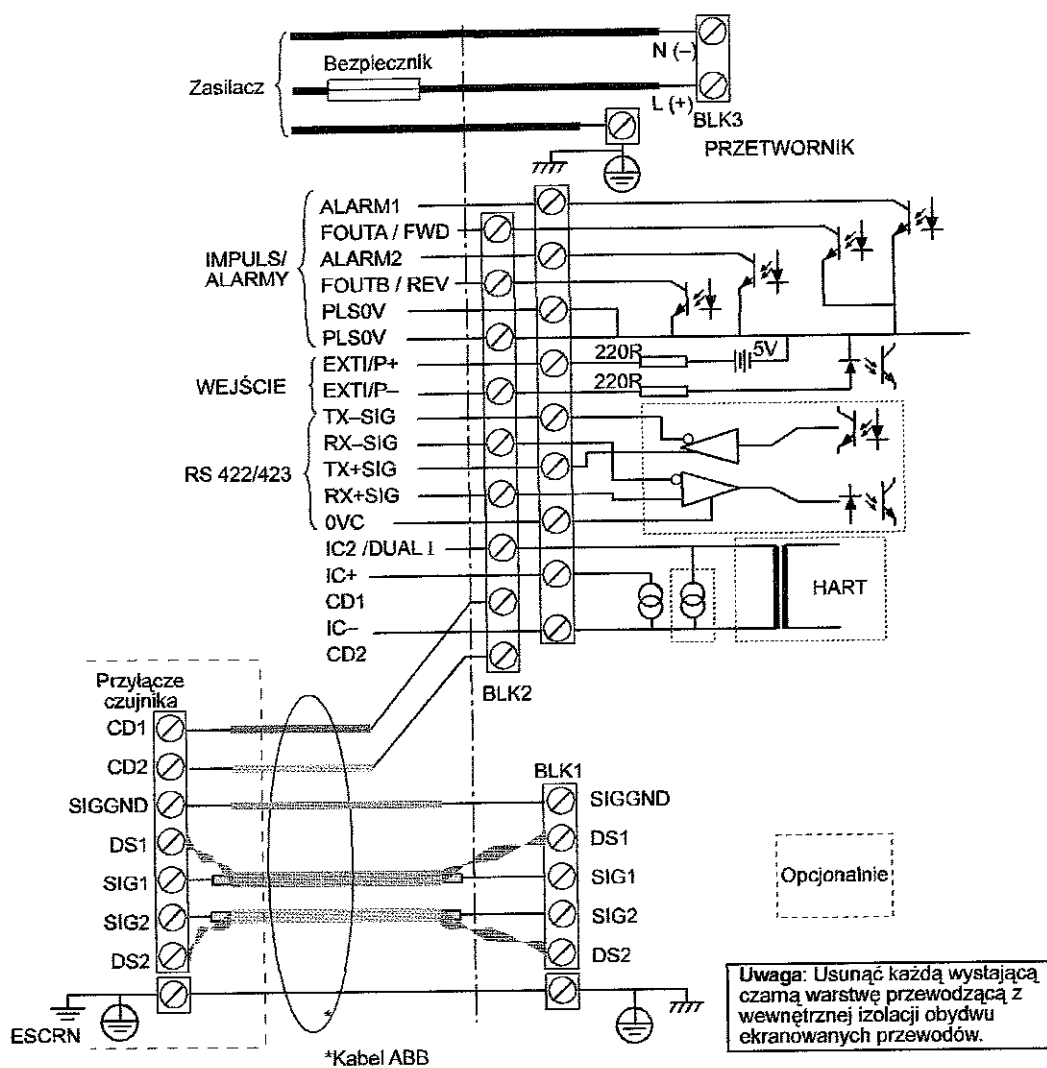 N (–)
Bezpiecznik
Zasilacz
L (+)
BLK3
PRZETWORNIK
ALARM1
FOUTA / FWD
IMPULS/
ALARMY
ALARM2
FOUTB / REV
PLS0V
PLS0V
WEJŚCIE
EXTI/P+
220R
5V
EXTI/P–
220R
RS 422/423
TX–SIG
RX–SIG
TX+SIG
RX+SIG
0VC
IC2 /DUAL I
IC+
CD1
HART
IC–
CD2
BLK2
Przyłącze
czujnika
CD1
CD2
BLK1
SIGGND
SIGGND
DS1
DS1
SIG1
SIG1
Opcjonalnie
SIG2
SIG2
DS2
DS2
ESCRN
*
*Kabel ABB
Uwaga: Usunąć każdą wystającą
czarną warstwę przewodzącą z
wewnętrznej izolacji obydwu
ekranowanych przewodów.